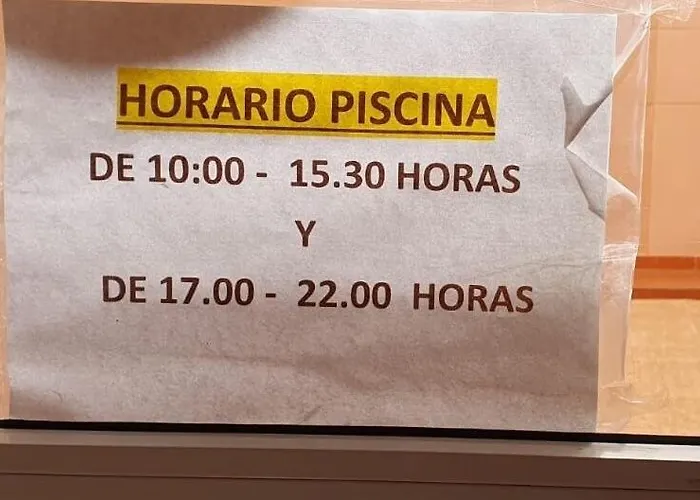 HORARIO PISCINA
DE 10:00 - 15.30 HORAS
Y
DE 17.00 - 22.00 HORAS